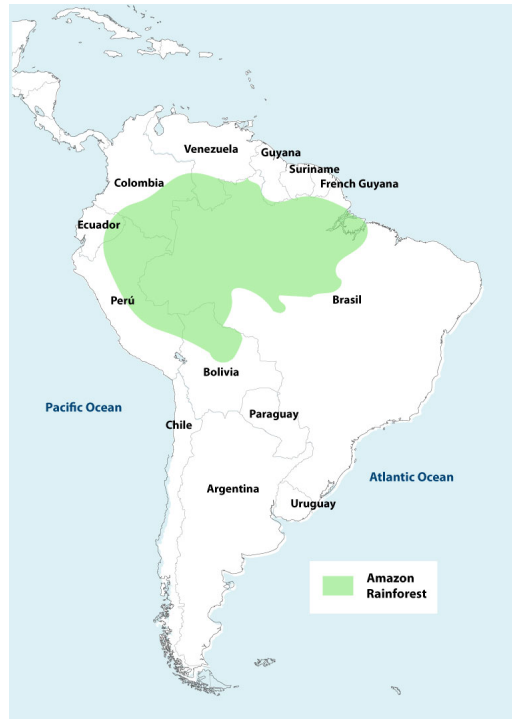 Venezuela
Guyana
Suriname
French Guyana
Colombia
Ecuador
Perú
Brasil
Bolivia
Pacific Ocean
Paraguay
Chile
Atlantic Ocean
Argentina
Uruguay
Amazon
Rainforest